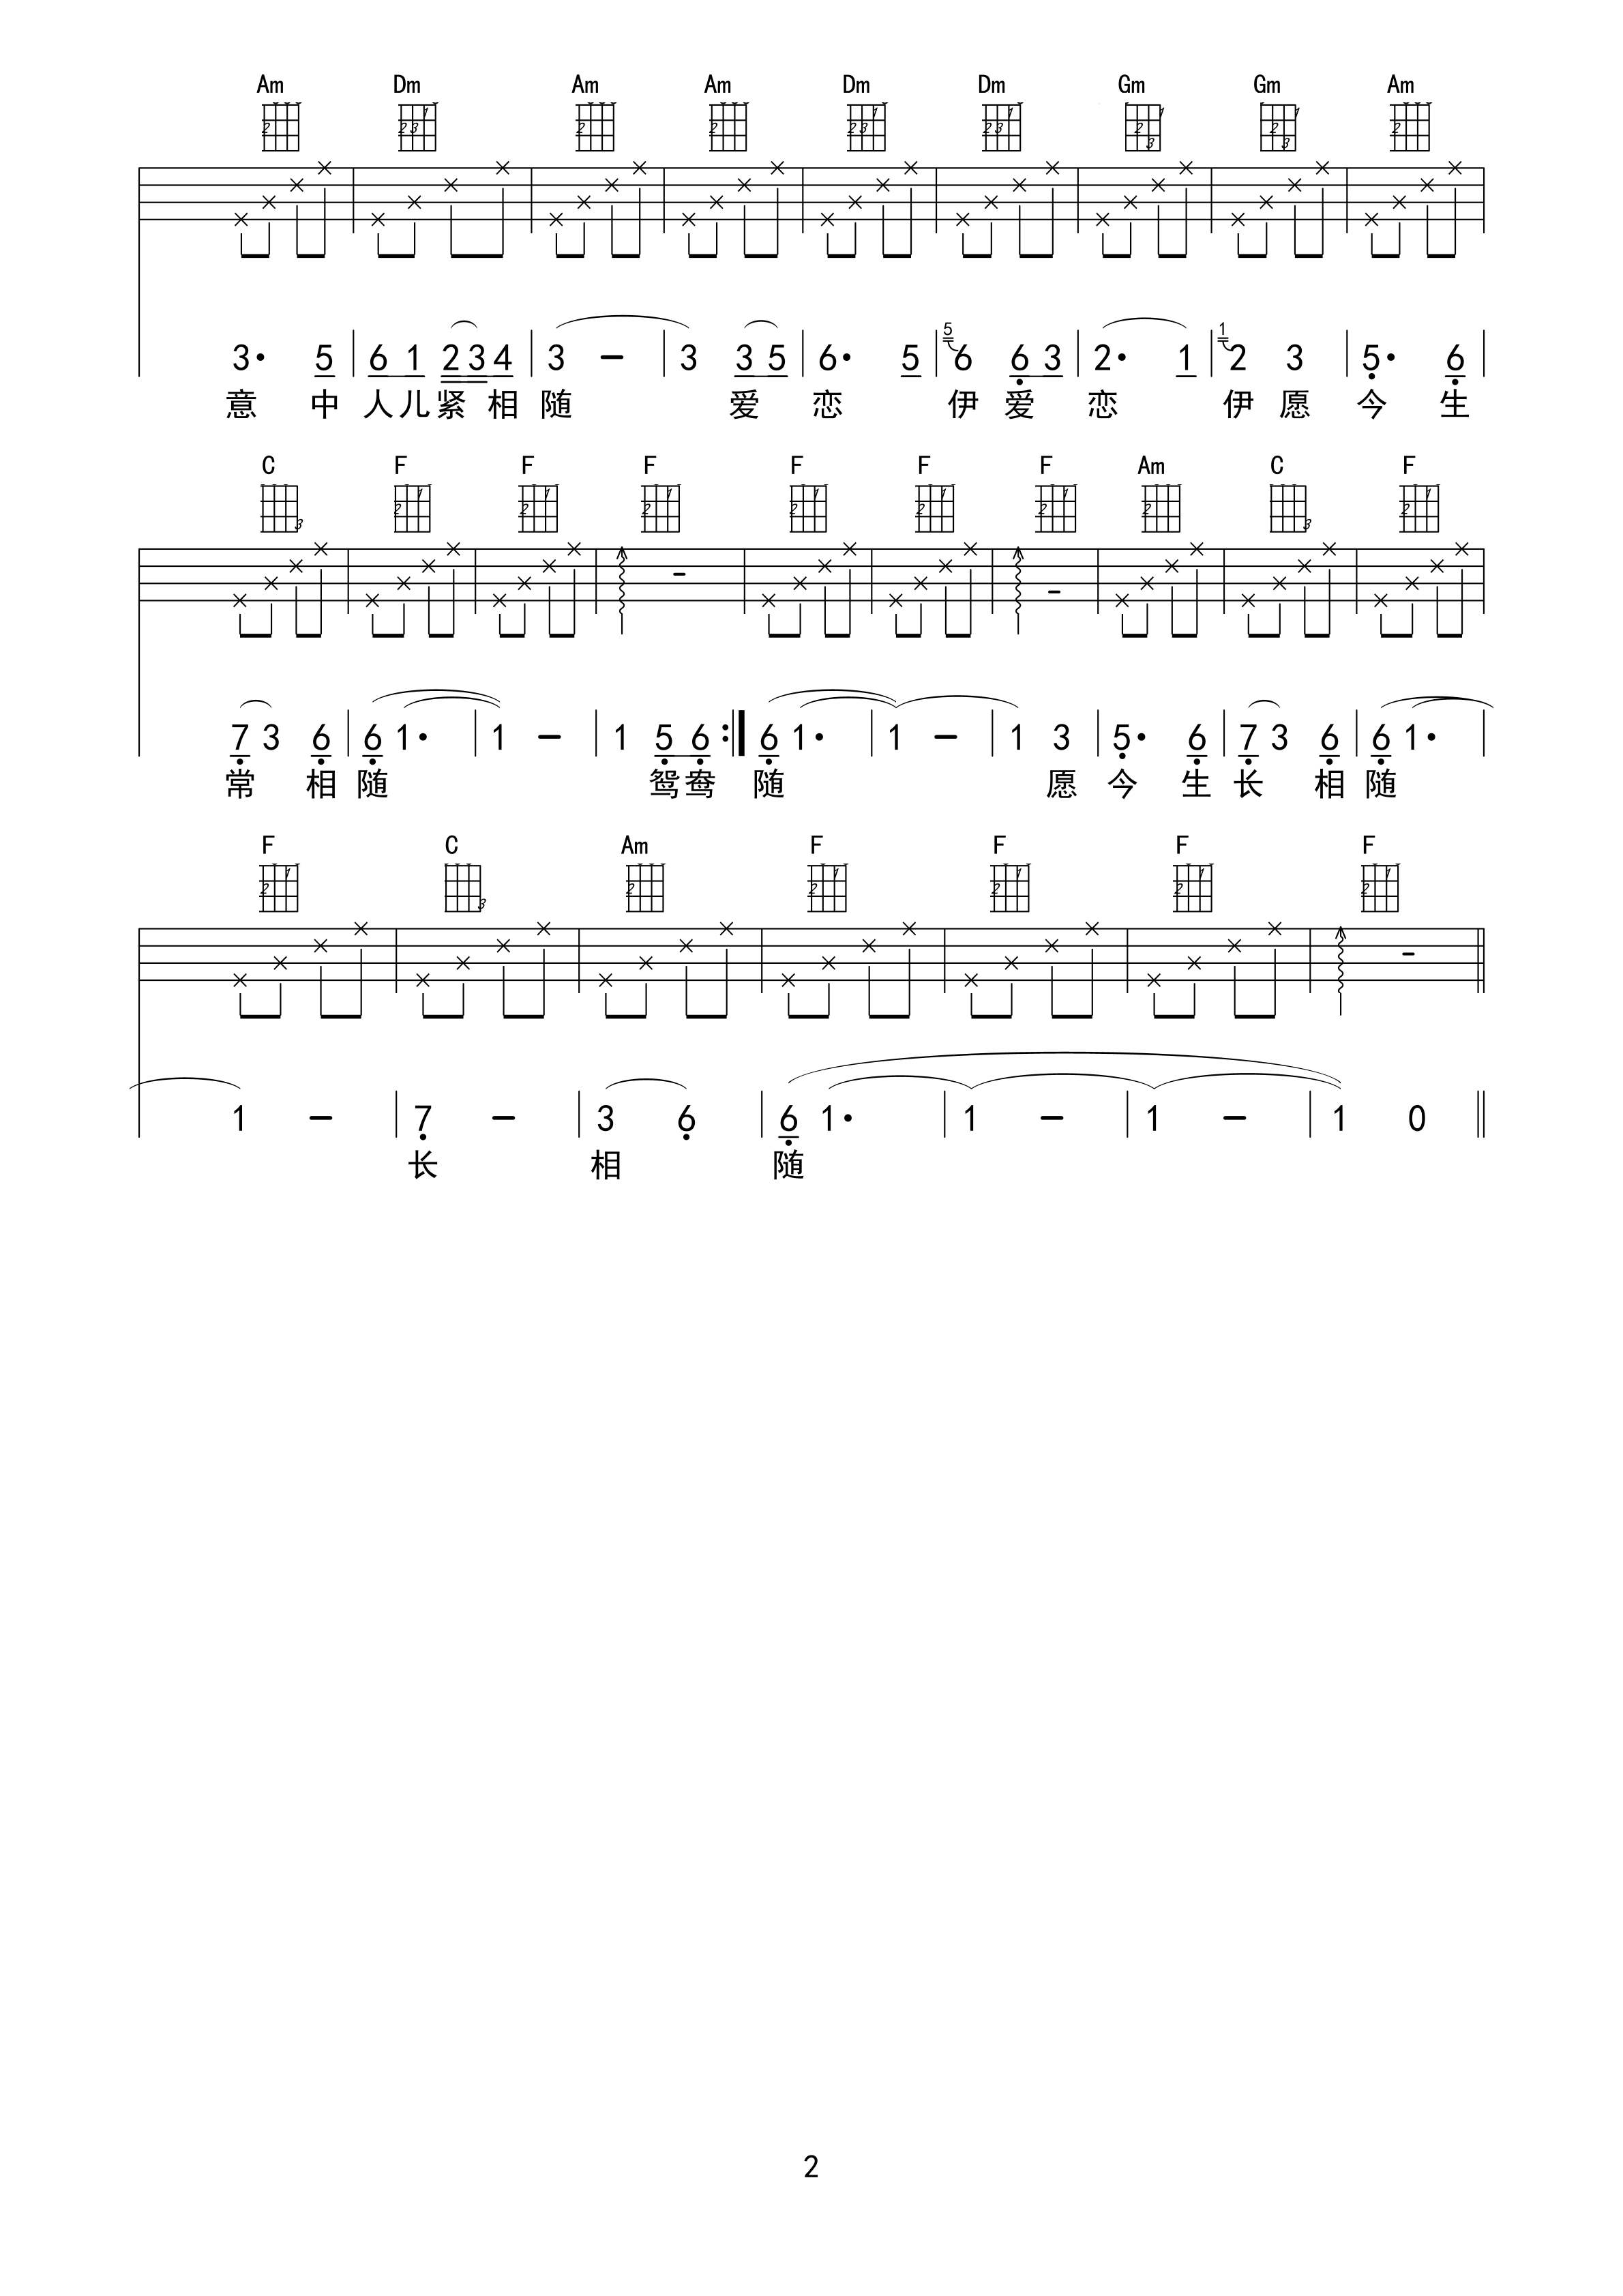 Am Dm Am Am Dm Dm Gm Gm Am
3· 5 | 6 1 2 3 4 | 3 – | 3 3 5 | 6· 5 | 5 6 6 3 | 2· 1 | 1 2 3 | 5· 6
意 中 人 儿 紧 相 随 爱 恋 伊 爱 恋 伊 愿 今 生
C F F F F F F Am C F
7 3 6 | 6 1· | 1 – | 1 5 6 :| 6 1· | 1 – | 1 3 | 5· 6 | 7 3 6 | 6 1·
常 相 随 鸳 鸯 随 愿 今 生 长 相 随
F C Am F F F F
1 – | 7 – | 3 6 | 6 1· | 1 – | 1 – | 1 0
长 相 随
2